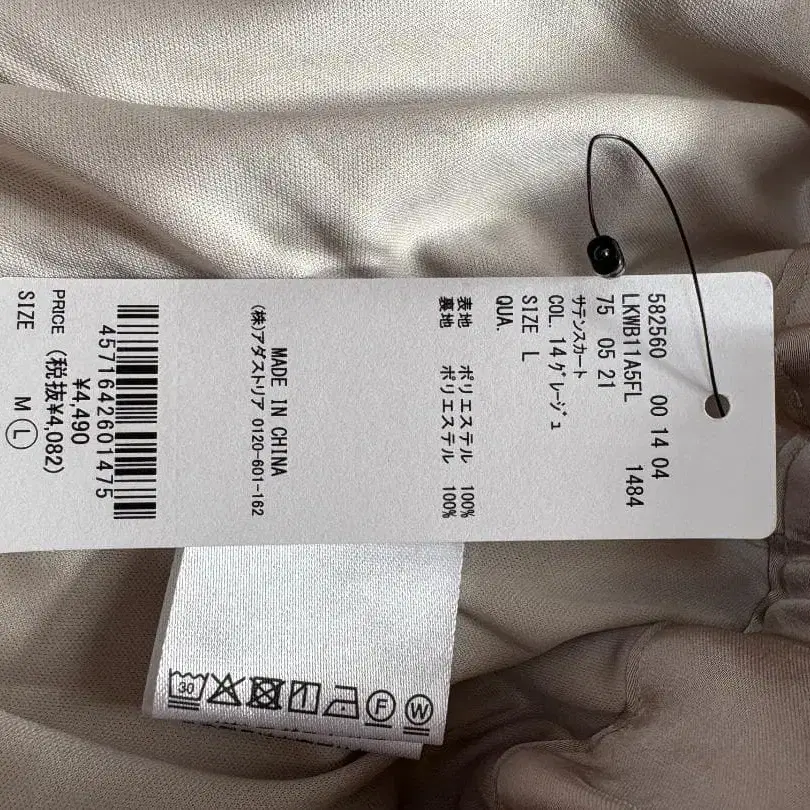 582560 00 14 04
LKWB11A5FL 1484
75 05 21
サテンスカート
COL. 14グレージュ
SIZE L
QUA.
表地 ポリエステル 100%
裏地 ポリエステル 100%
MADE IN CHINA
(株)アダストリア 0120-601-162
4571642601475
¥4,490
PRICE (税抜¥4,082)
SIZE M L
30
F
W